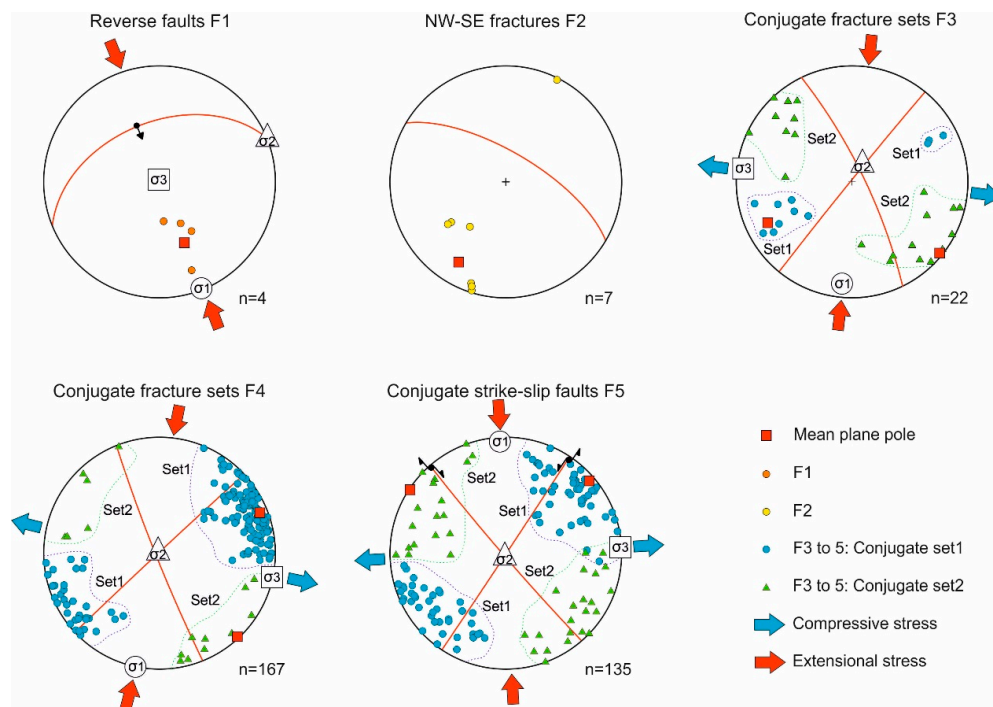 Reverse faults F1
NW-SE fractures F2
Conjugate fracture sets F3
σ2
σ3
σ1
n=4
n=7
Set2
Set1
σ2
σ3
Set2
Set1
σ1
n=22
Conjugate fracture sets F4
Conjugate strike-slip faults F5
Set1
Set2
σ2
Set1
σ3
Set2
σ1
n=167
σ1
Set2
Set1
σ3
σ2
Set2
Set1
n=135
Mean plane pole
F1
F2
F3 to 5: Conjugate set1
F3 to 5: Conjugate set2
Compressive stress
Extensional stress